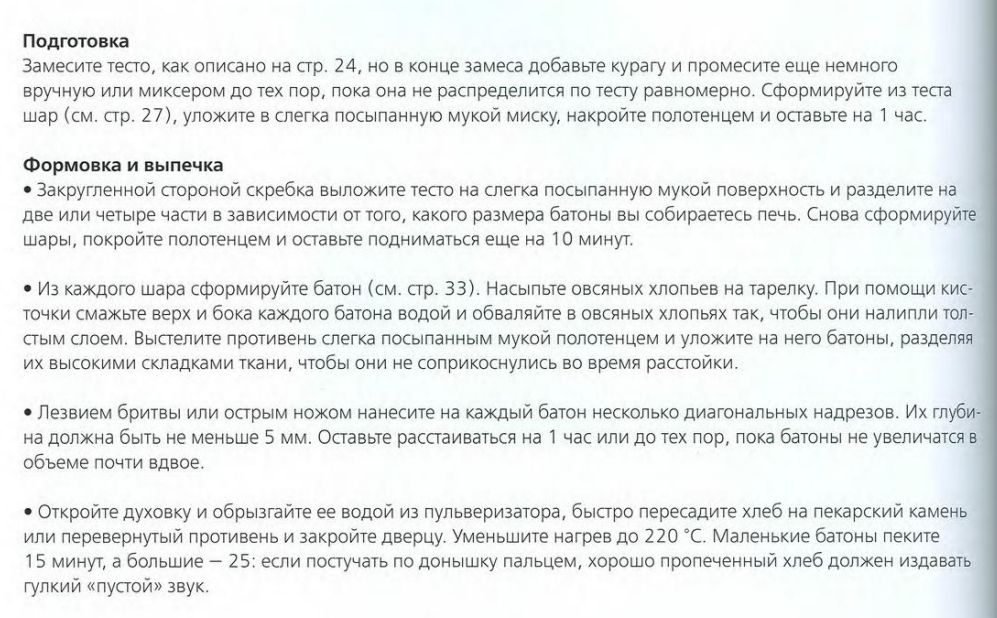 Подготовка
Замесите тесто, как описано на стр. 24, но в конце замеса добавьте курагу и промесите еще немного
вручную или миксером до тех пор, пока она не распределится по тесту равномерно. Сформируйте из теста
шар (см. стр. 27), уложите в слегка посыпанную мукой миску, накройте полотенцем и оставьте на 1 час.
Формовка и выпечка
• Закругленной стороной скребка выложите тесто на слегка посыпанную мукой поверхность и разделите на
две или четыре части в зависимости от того, какого размера батоны вы собираетесь печь. Снова сформируйте
шары, покройте полотенцем и оставьте подниматься еще на 10 минут.
• Из каждого шара сформируйте батон (см. стр. 33). Насыпьте овсяных хлопьев на тарелку. При помощи кис-
точки смажьте верх и бока каждого батона водой и обваляйте в овсяных хлопьях так, чтобы они налипли тол-
стым слоем. Выстелите противень слегка посыпанным мукой полотенцем и уложите на него батоны, разделяя
их высокими складками ткани, чтобы они не соприкоснулись во время расстойки.
• Лезвием бритвы или острым ножом нанесите на каждый батон несколько диагональных надрезов. Их глуби-
на должна быть не меньше 5 мм. Оставьте расстаиваться на 1 час или до тех пор, пока батоны не увеличатся в
объеме почти вдвое.
• Откройте духовку и обрызгайте ее водой из пульверизатора, быстро пересадите хлеб на пекарский камень
или перевернутый противень и закройте дверцу. Уменьшите нагрев до 220 °С. Маленькие батоны пеките
15 минут, а большие — 25: если постучать по донышку пальцем, хорошо пропеченный хлеб должен издавать
гулкий «пустой» звук.